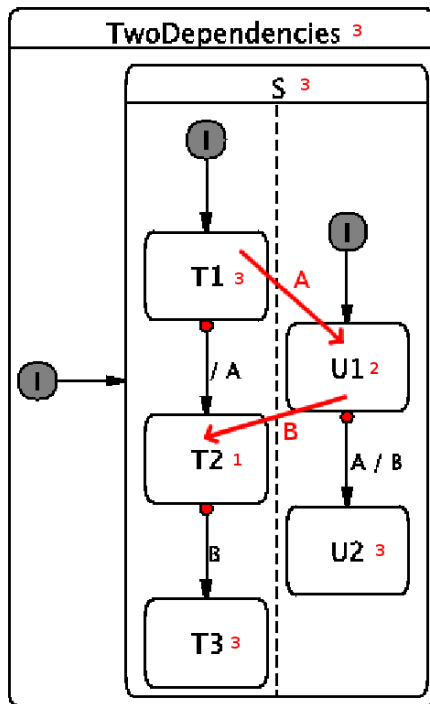 TwoDependencies 3
S 3
I
I
T1 3
A
U1 2
I
/ A
B
T2 1
A / B
B
U2 3
T3 3